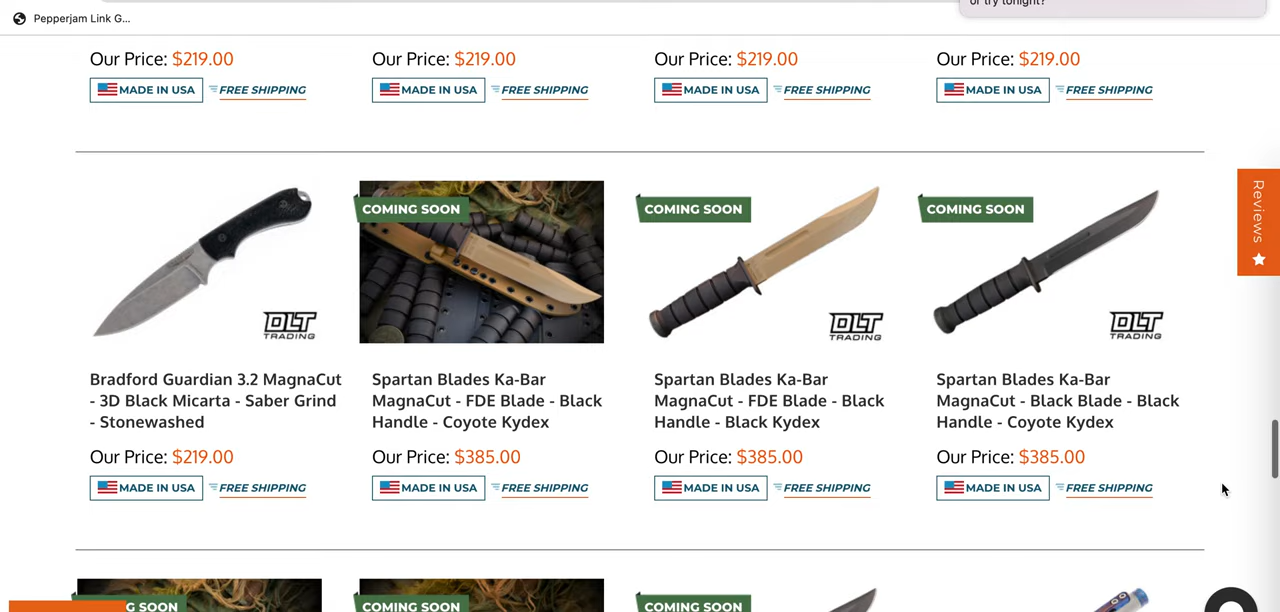 or try tonight?
Pepperjam Link G...
Our Price: $219.00
Our Price: $219.00
Our Price: $219.00
Our Price: $219.00
MADE IN USA FREE SHIPPING
MADE IN USA FREE SHIPPING
MADE IN USA FREE SHIPPING
MADE IN USA FREE SHIPPING
Reviews
DLT
TRADING
Bradford Guardian 3.2 MagnaCut
- 3D Black Micarta - Saber Grind
- Stonewashed
Our Price: $219.00
MADE IN USA FREE SHIPPING
COMING SOON
Spartan Blades Ka-Bar
MagnaCut - FDE Blade - Black
Handle - Coyote Kydex
Our Price: $385.00
MADE IN USA FREE SHIPPING
COMING SOON
DLT
TRADING
Spartan Blades Ka-Bar
MagnaCut - FDE Blade - Black
Handle - Black Kydex
Our Price: $385.00
MADE IN USA FREE SHIPPING
COMING SOON
DLT
TRADING
Spartan Blades Ka-Bar
MagnaCut - Black Blade - Black
Handle - Coyote Kydex
Our Price: $385.00
MADE IN USA FREE SHIPPING
G SOON
COMING SOON
COMING SOON